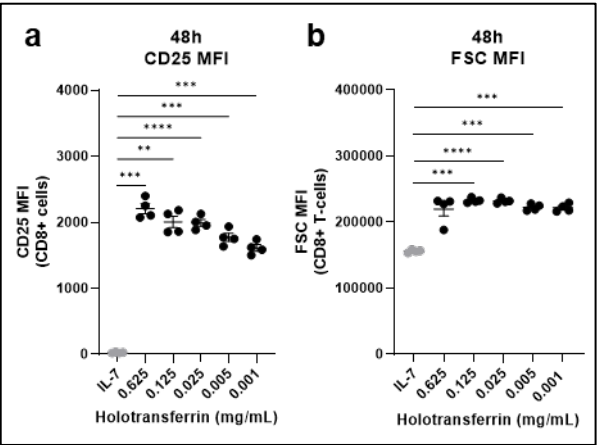 a
48h
CD25 MFI
***
***
****
**
***
4000
3000
2000
1000
0
CD25 MFI
(CD8+ cells)
IL-7
0.625
0.125
0.025
0.005
0.001
Holotransferrin (mg/mL)
b
48h
FSC MFI
***
***
****
***
400000
300000
200000
100000
0
FSC MFI
(CD8+ T-cells)
IL-7
0.625
0.125
0.025
0.005
0.001
Holotransferrin (mg/mL)